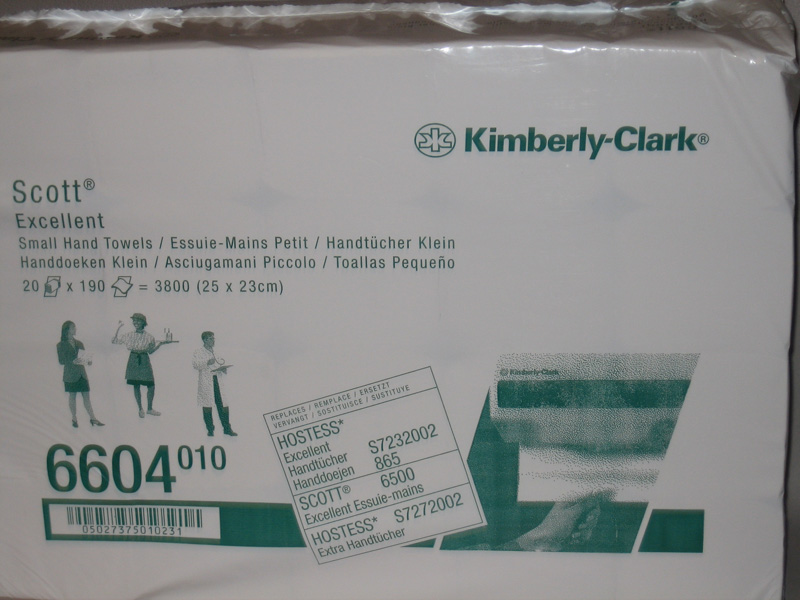 Kimberly-Clark®
Scott®
Excellent
Small Hand Towels / Essuie-Mains Petit / Handtücher Klein
Handdoeken Klein / Asciugamani Piccolo / Toallas Pequeño
20 x 190 = 3800 (25 x 23cm)
Kimberly-Clark
REPLACES / REMPLACE / ERSETZT
VERVANGT / SOSTITUISCE / SUSTITUYE
HOSTESS*
Excellent S7232002
Handtücher 865
Handdoejen
SCOTT® 6500
Excellent Essuie-mains
HOSTESS* S7272002
Extra Handtücher
6604010
05027375010231